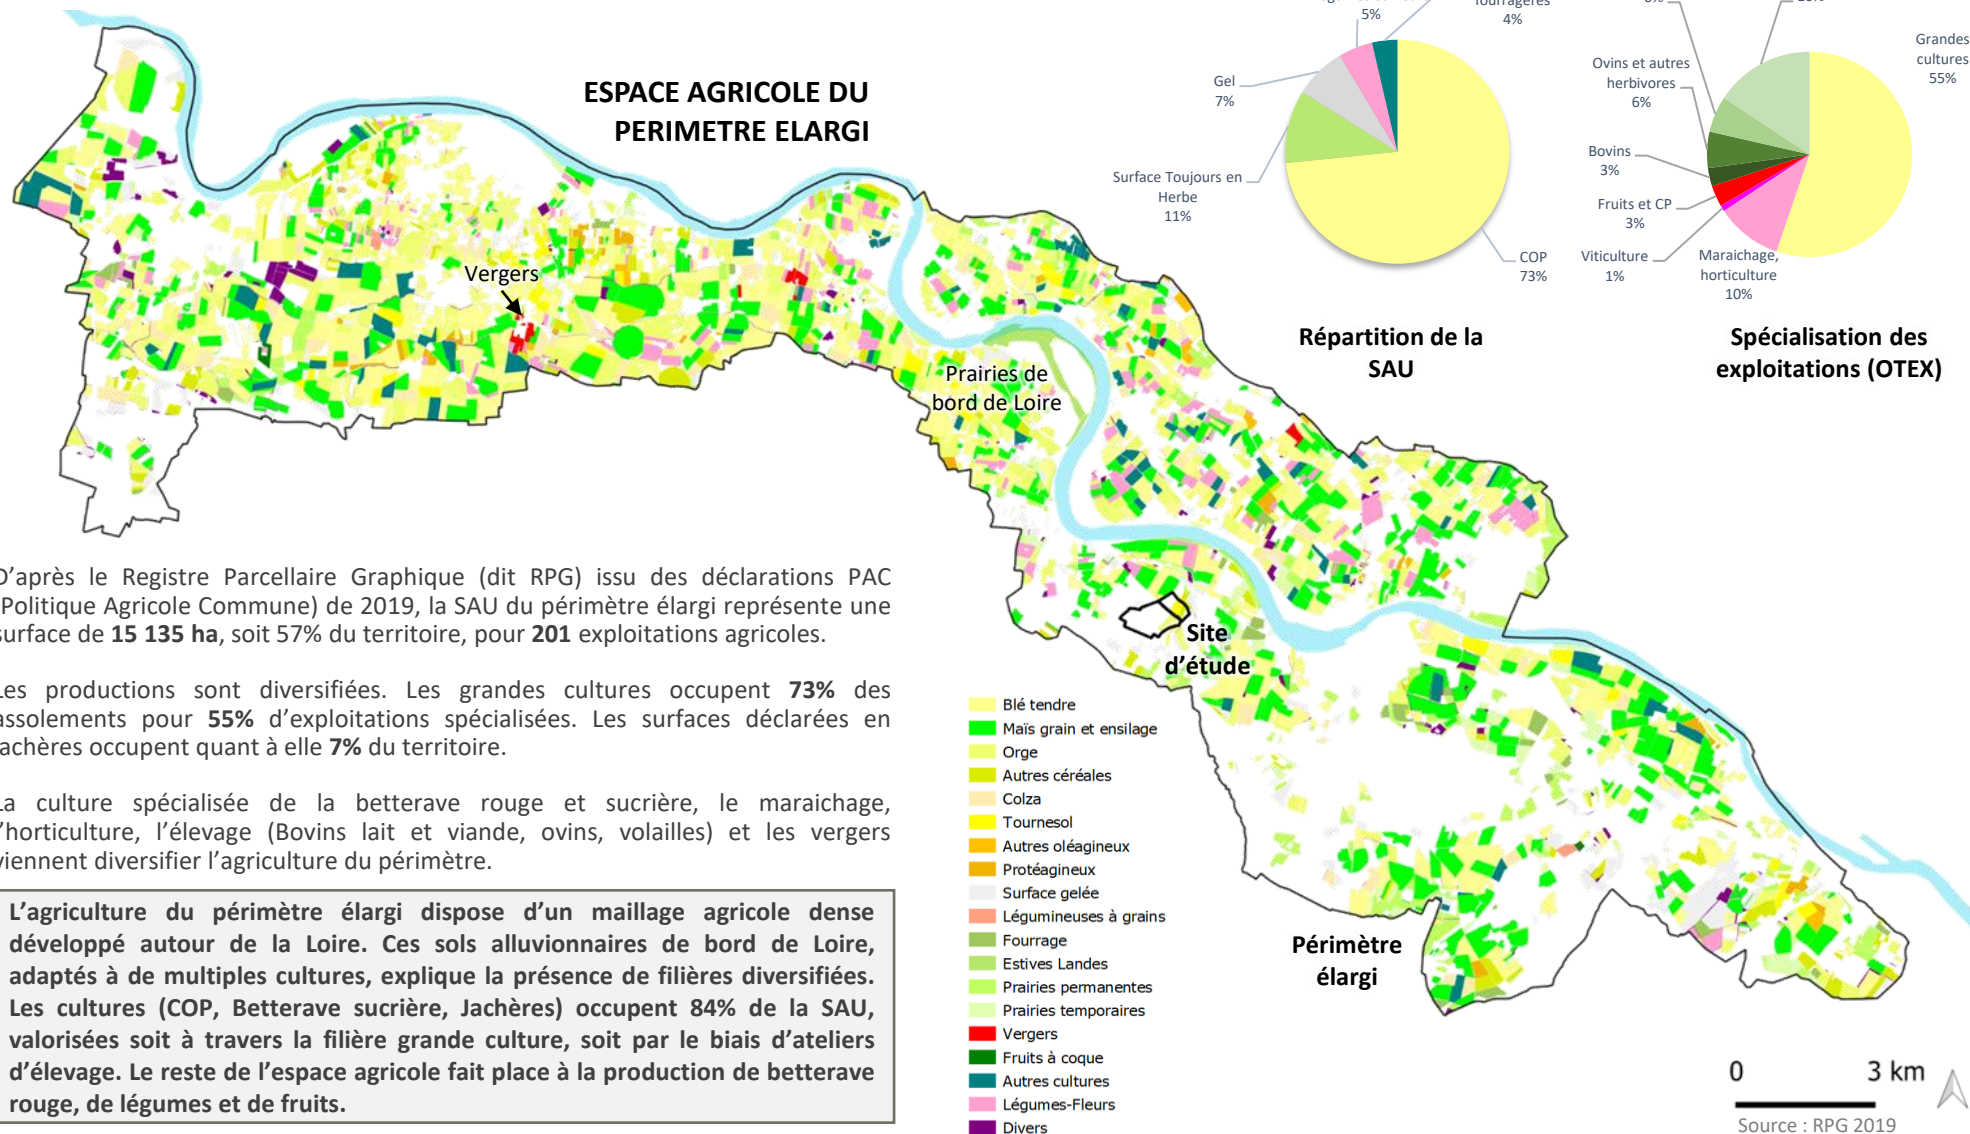 5%
fourragères
4%
Gel
7%
Surface Toujours en
Herbe
11%
COP
73%
Répartition de la
SAU
Grandes
cultures
55%
Ovins et autres
herbivores
6%
Bovins
3%
Fruits et CP
3%
Viticulture
1%
Maraichage,
horticulture
10%
Spécialisation des
exploitations (OTEX)
ESPACE AGRICOLE DU
PERIMETRE ELARGI
Vergers
Prairies de
bord de Loire
Site
d'étude
Périmètre
élargi
D'après le Registre Parcellaire Graphique (dit RPG) issu des déclarations PAC
(Politique Agricole Commune) de 2019, la SAU du périmètre élargi représente une
surface de 15 135 ha, soit 57% du territoire, pour 201 exploitations agricoles.
Les productions sont diversifiées. Les grandes cultures occupent 73% des
assolements pour 55% d'exploitations spécialisées. Les surfaces déclarées en
jachères occupent quant à elle 7% du territoire.
La culture spécialisée de la betterave rouge et sucrière, le maraichage,
l'horticulture, l'élevage (Bovins lait et viande, ovins, volailles) et les vergers
viennent diversifier l'agriculture du périmètre.
L'agriculture du périmètre élargi dispose d'un maillage agricole dense
développé autour de la Loire. Ces sols alluvionnaires de bord de Loire,
adaptés à de multiples cultures, explique la présence de filières diversifiées.
Les cultures (COP, Betterave sucrière, Jachères) occupent 84% de la SAU,
valorisées soit à travers la filière grande culture, soit par le biais d'ateliers
d'élevage. Le reste de l'espace agricole fait place à la production de betterave
rouge, de légumes et de fruits.
Blé tendre
Maïs grain et ensilage
Orge
Autres céréales
Colza
Tournesol
Autres oléagineux
Protéagineux
Surface gelée
Légumineuses à grains
Fourrage
Estives Landes
Prairies permanentes
Prairies temporaires
Vergers
Fruits à coque
Autres cultures
Légumes-Fleurs
Divers
0 3 km
Source : RPG 2019